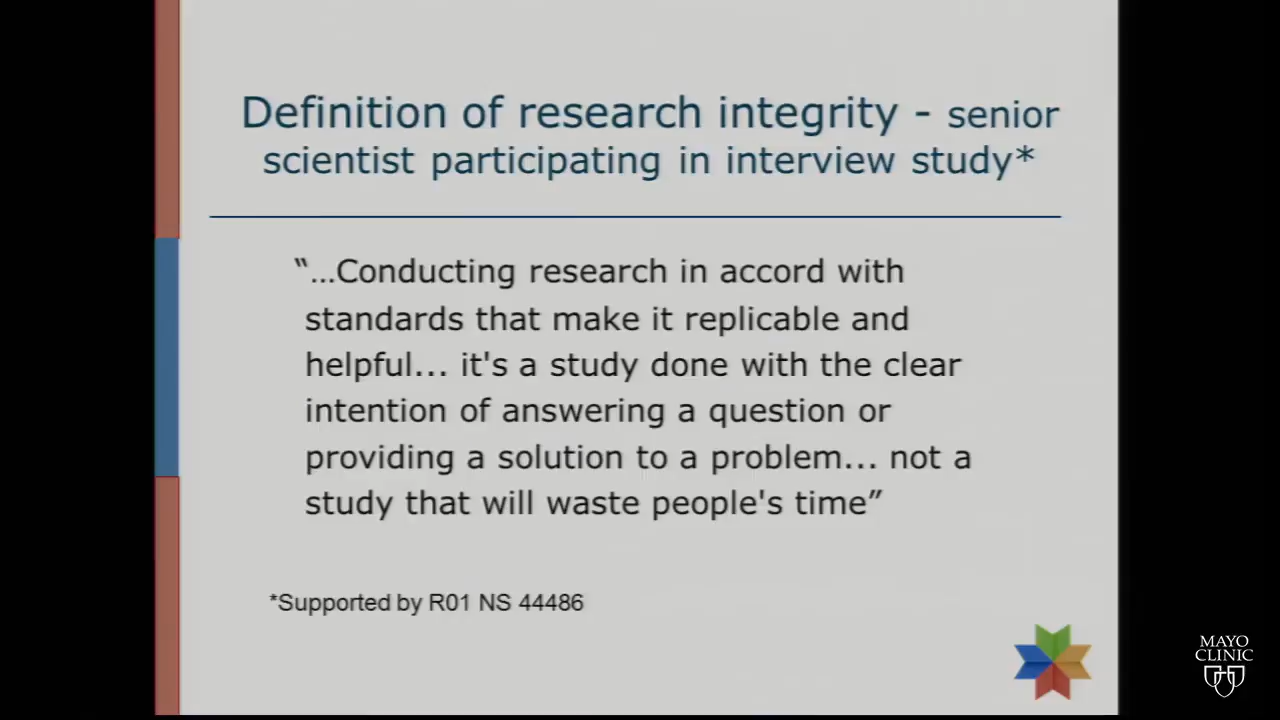 Definition of research integrity - senior
scientist participating in interview study*
“...Conducting research in accord with
standards that make it replicable and
helpful... it's a study done with the clear
intention of answering a question or
providing a solution to a problem... not a
study that will waste people's time”
*Supported by R01 NS 44486
MAYO
CLINIC